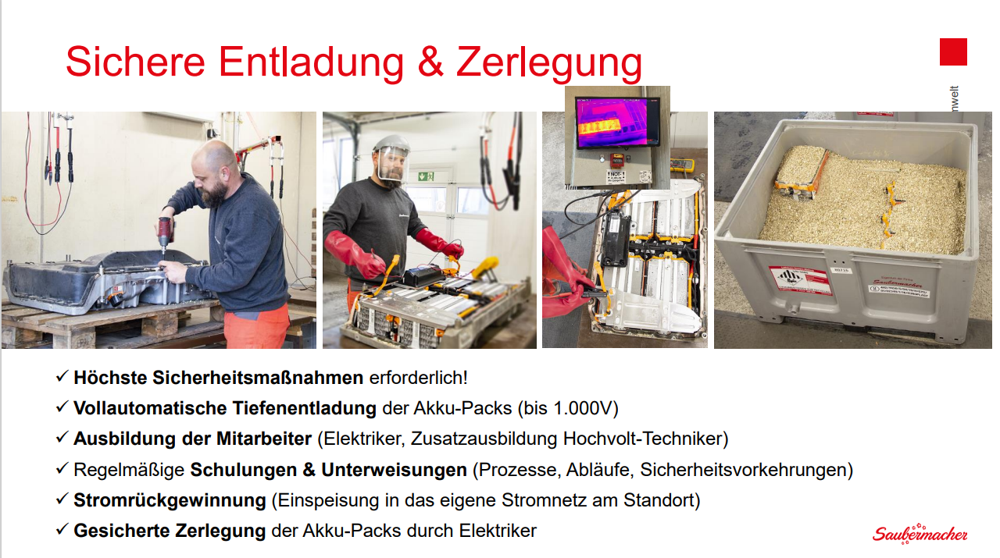 Sichere Entladung & Zerlegung
mwelt
NOT-
Saubermacher
✓ Höchste Sicherheitsmaßnahmen erforderlich!
✓ Vollautomatische Tiefenentladung der Akku-Packs (bis 1.000V)
✓ Ausbildung der Mitarbeiter (Elektriker, Zusatzausbildung Hochvolt-Techniker)
✓ Regelmäßige Schulungen & Unterweisungen (Prozesse, Abläufe, Sicherheitsvorkehrungen)
✓ Stromrückgewinnung (Einspeisung in das eigene Stromnetz am Standort)
✓ Gesicherte Zerlegung der Akku-Packs durch Elektriker
Saubermacher